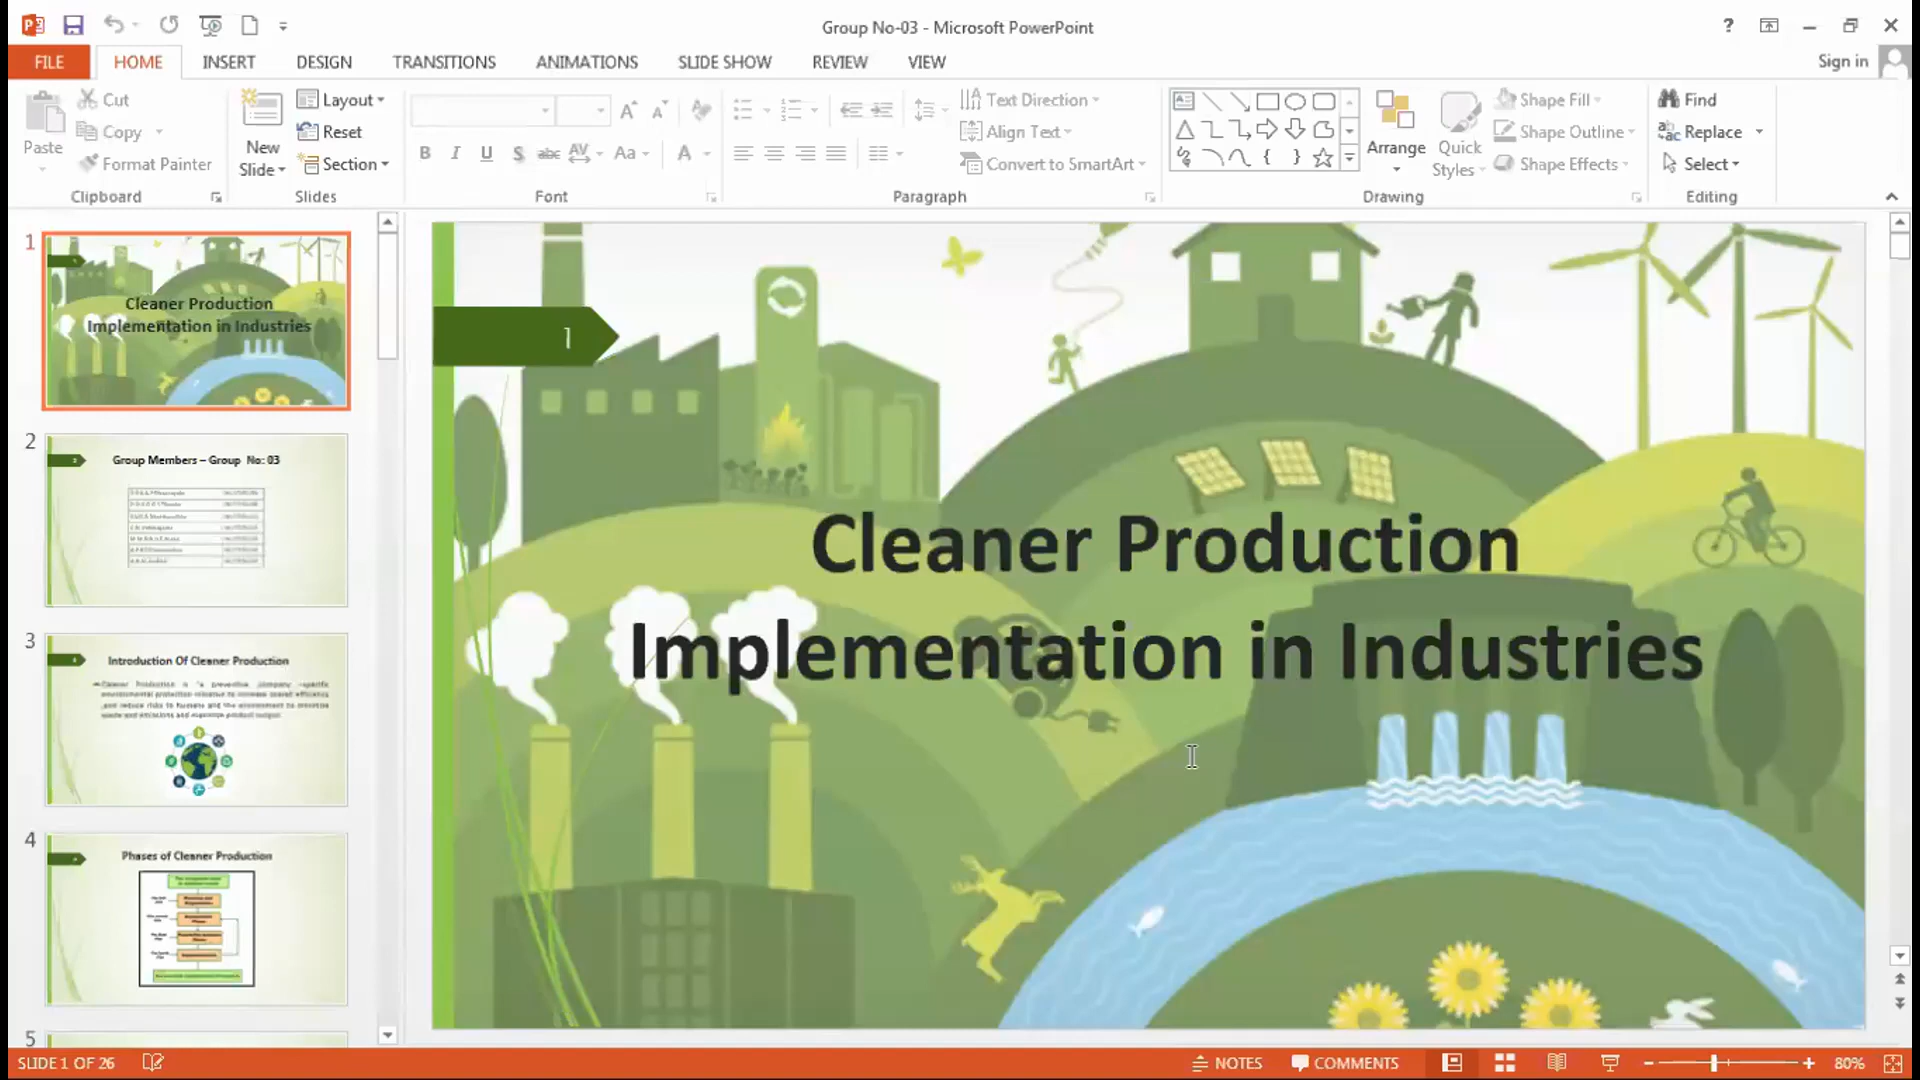 Group No-03 - Microsoft PowerPoint
?
FILE
HOME
INSERT
DESIGN
TRANSITIONS
ANIMATIONS
SLIDE SHOW
REVIEW
VIEW
Sign in
Paste
Cut
Copy
Format Painter
Clipboard
New
Slide
Layout
Reset
Section
Slides
B I U S abc AV Aa A
Font
Text Direction
Align Text
Convert to SmartArt
Paragraph
Arrange
Quick
Styles
Shape Fill
Shape Outline
Shape Effects
Drawing
Find
Replace
Select
Editing
1
Cleaner Production
Implementation in Industries
2
Group Members – Group No: 03
3
Introduction Of Cleaner Production
4
Phases of Cleaner Production
5
1
Cleaner Production
Implementation in Industries
SLIDE 1 OF 26
NOTES
COMMENTS
80%